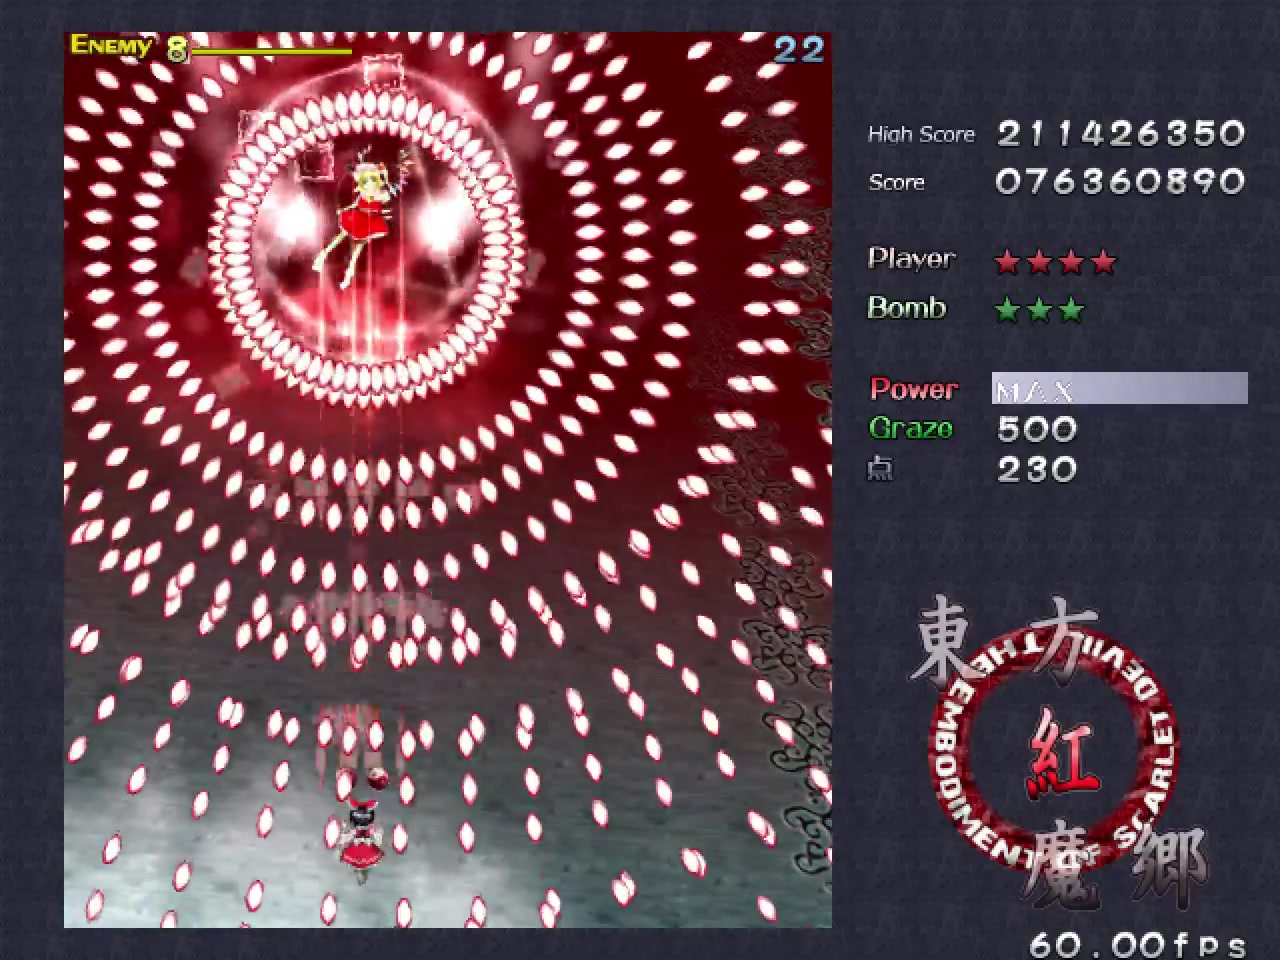 ENEMY 8 22
High Score 211426350
Score 076360890
Player
Bomb
Power MAX
Graze 500
点 230
東方
紅
魔郷
THE EMBODIMENT OF SCARLET DEVIL
60.00fps